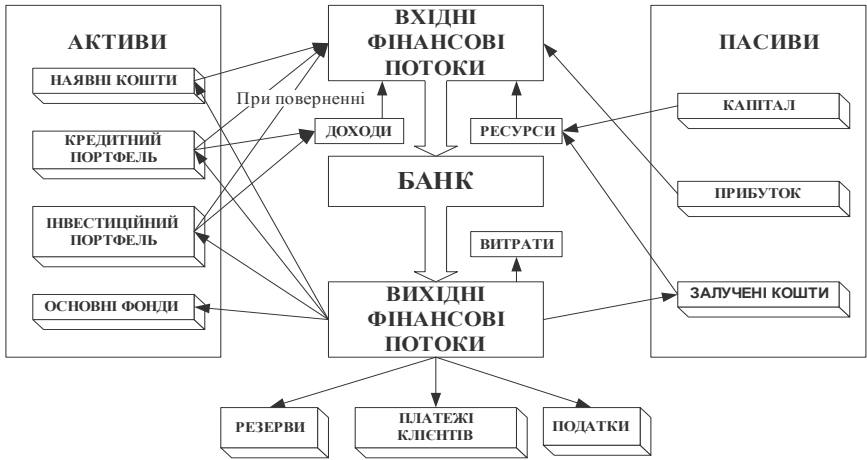 АКТИВИ
НАЯВНІ КОШТИ
КРЕДИТНИЙ
ПОРТФЕЛЬ
ІНВЕСТИЦІЙНИЙ
ПОРТФЕЛЬ
ОСНОВНІ ФОНДИ
ВХІДНІ
ФІНАНСОВІ
ПОТОКИ
При поверненні
ДОХОДИ
РЕСУРСИ
БАНК
ВИТРАТИ
ВИХІДНІ
ФІНАНСОВІ
ПОТОКИ
ПАСИВИ
КАПІТАЛ
ПРИБУТОК
ЗАЛУЧЕНІ КОШТИ
РЕЗЕРВИ
ПЛАТЕЖІ
КЛІЄНТІВ
ПОДАТКИ